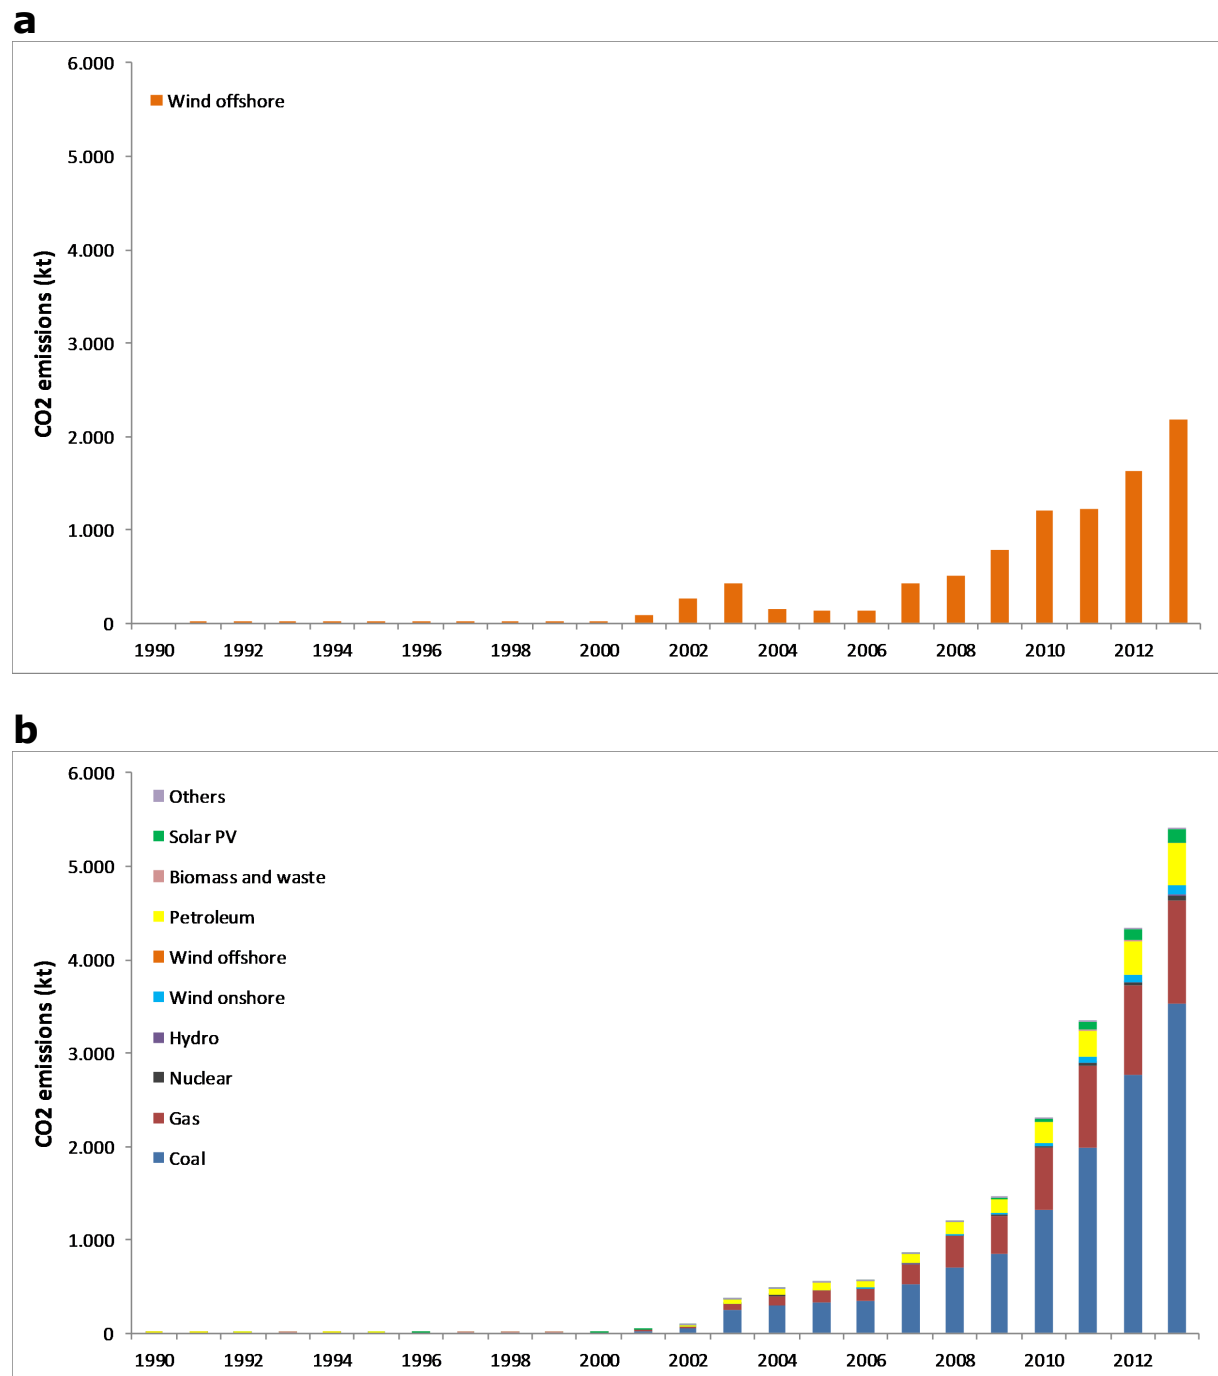 a
6.000
Wind offshore
5.000
4.000
CO2 emissions (kt)
3.000
2.000
1.000
0
1990 1992 1994 1996 1998 2000 2002 2004 2006 2008 2010 2012
b
6.000
Others
Solar PV
5.000
Biomass and waste
Petroleum
4.000
Wind offshore
CO2 emissions (kt)
Wind onshore
3.000
Hydro
Nuclear
Gas
2.000
Coal
1.000
0
1990 1992 1994 1996 1998 2000 2002 2004 2006 2008 2010 2012